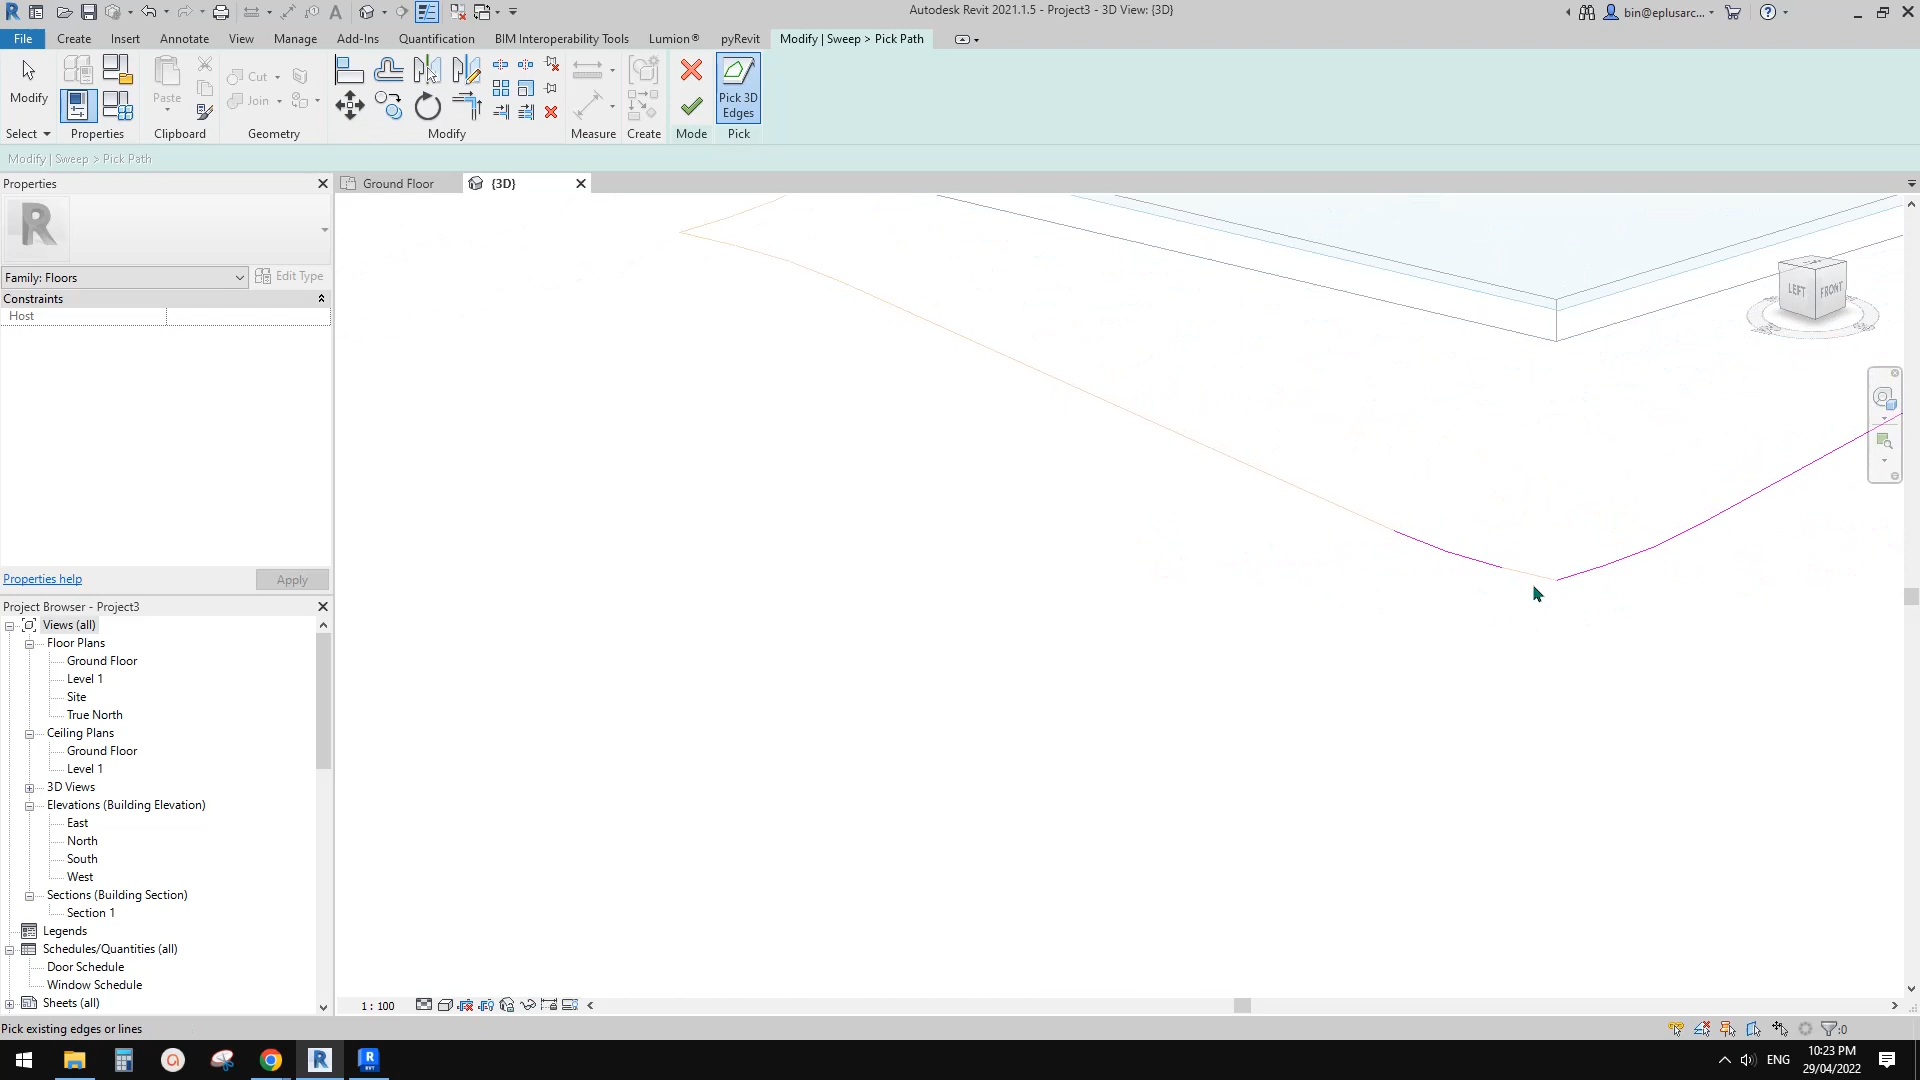 Autodesk Revit 2021.1.5 - Project3 - 3D View: {3D}
bin@eplusarc...
File
Create
Insert
Annotate
View
Manage
Add-Ins
Quantification
BIM Interoperability Tools
Lumion®
pyRevit
Modify | Sweep > Pick Path
Modify
Paste
Cut
Join
Pick 3D
Edges
Select
Properties
Clipboard
Geometry
Modify
Measure
Create
Mode
Pick
Modify | Sweep > Pick Path
Properties
Ground Floor
{3D}
Family: Floors
Edit Type
Constraints
Host
LEFT
FRONT
Properties help
Apply
Project Browser - Project3
Views (all)
Floor Plans
Ground Floor
Level 1
Site
True North
Ceiling Plans
Ground Floor
Level 1
3D Views
Elevations (Building Elevation)
East
North
South
West
Sections (Building Section)
Section 1
Legends
Schedules/Quantities (all)
Door Schedule
Window Schedule
Sheets (all)
1 : 100
Pick existing edges or lines
:0
ENG
10:23 PM
29/04/2022